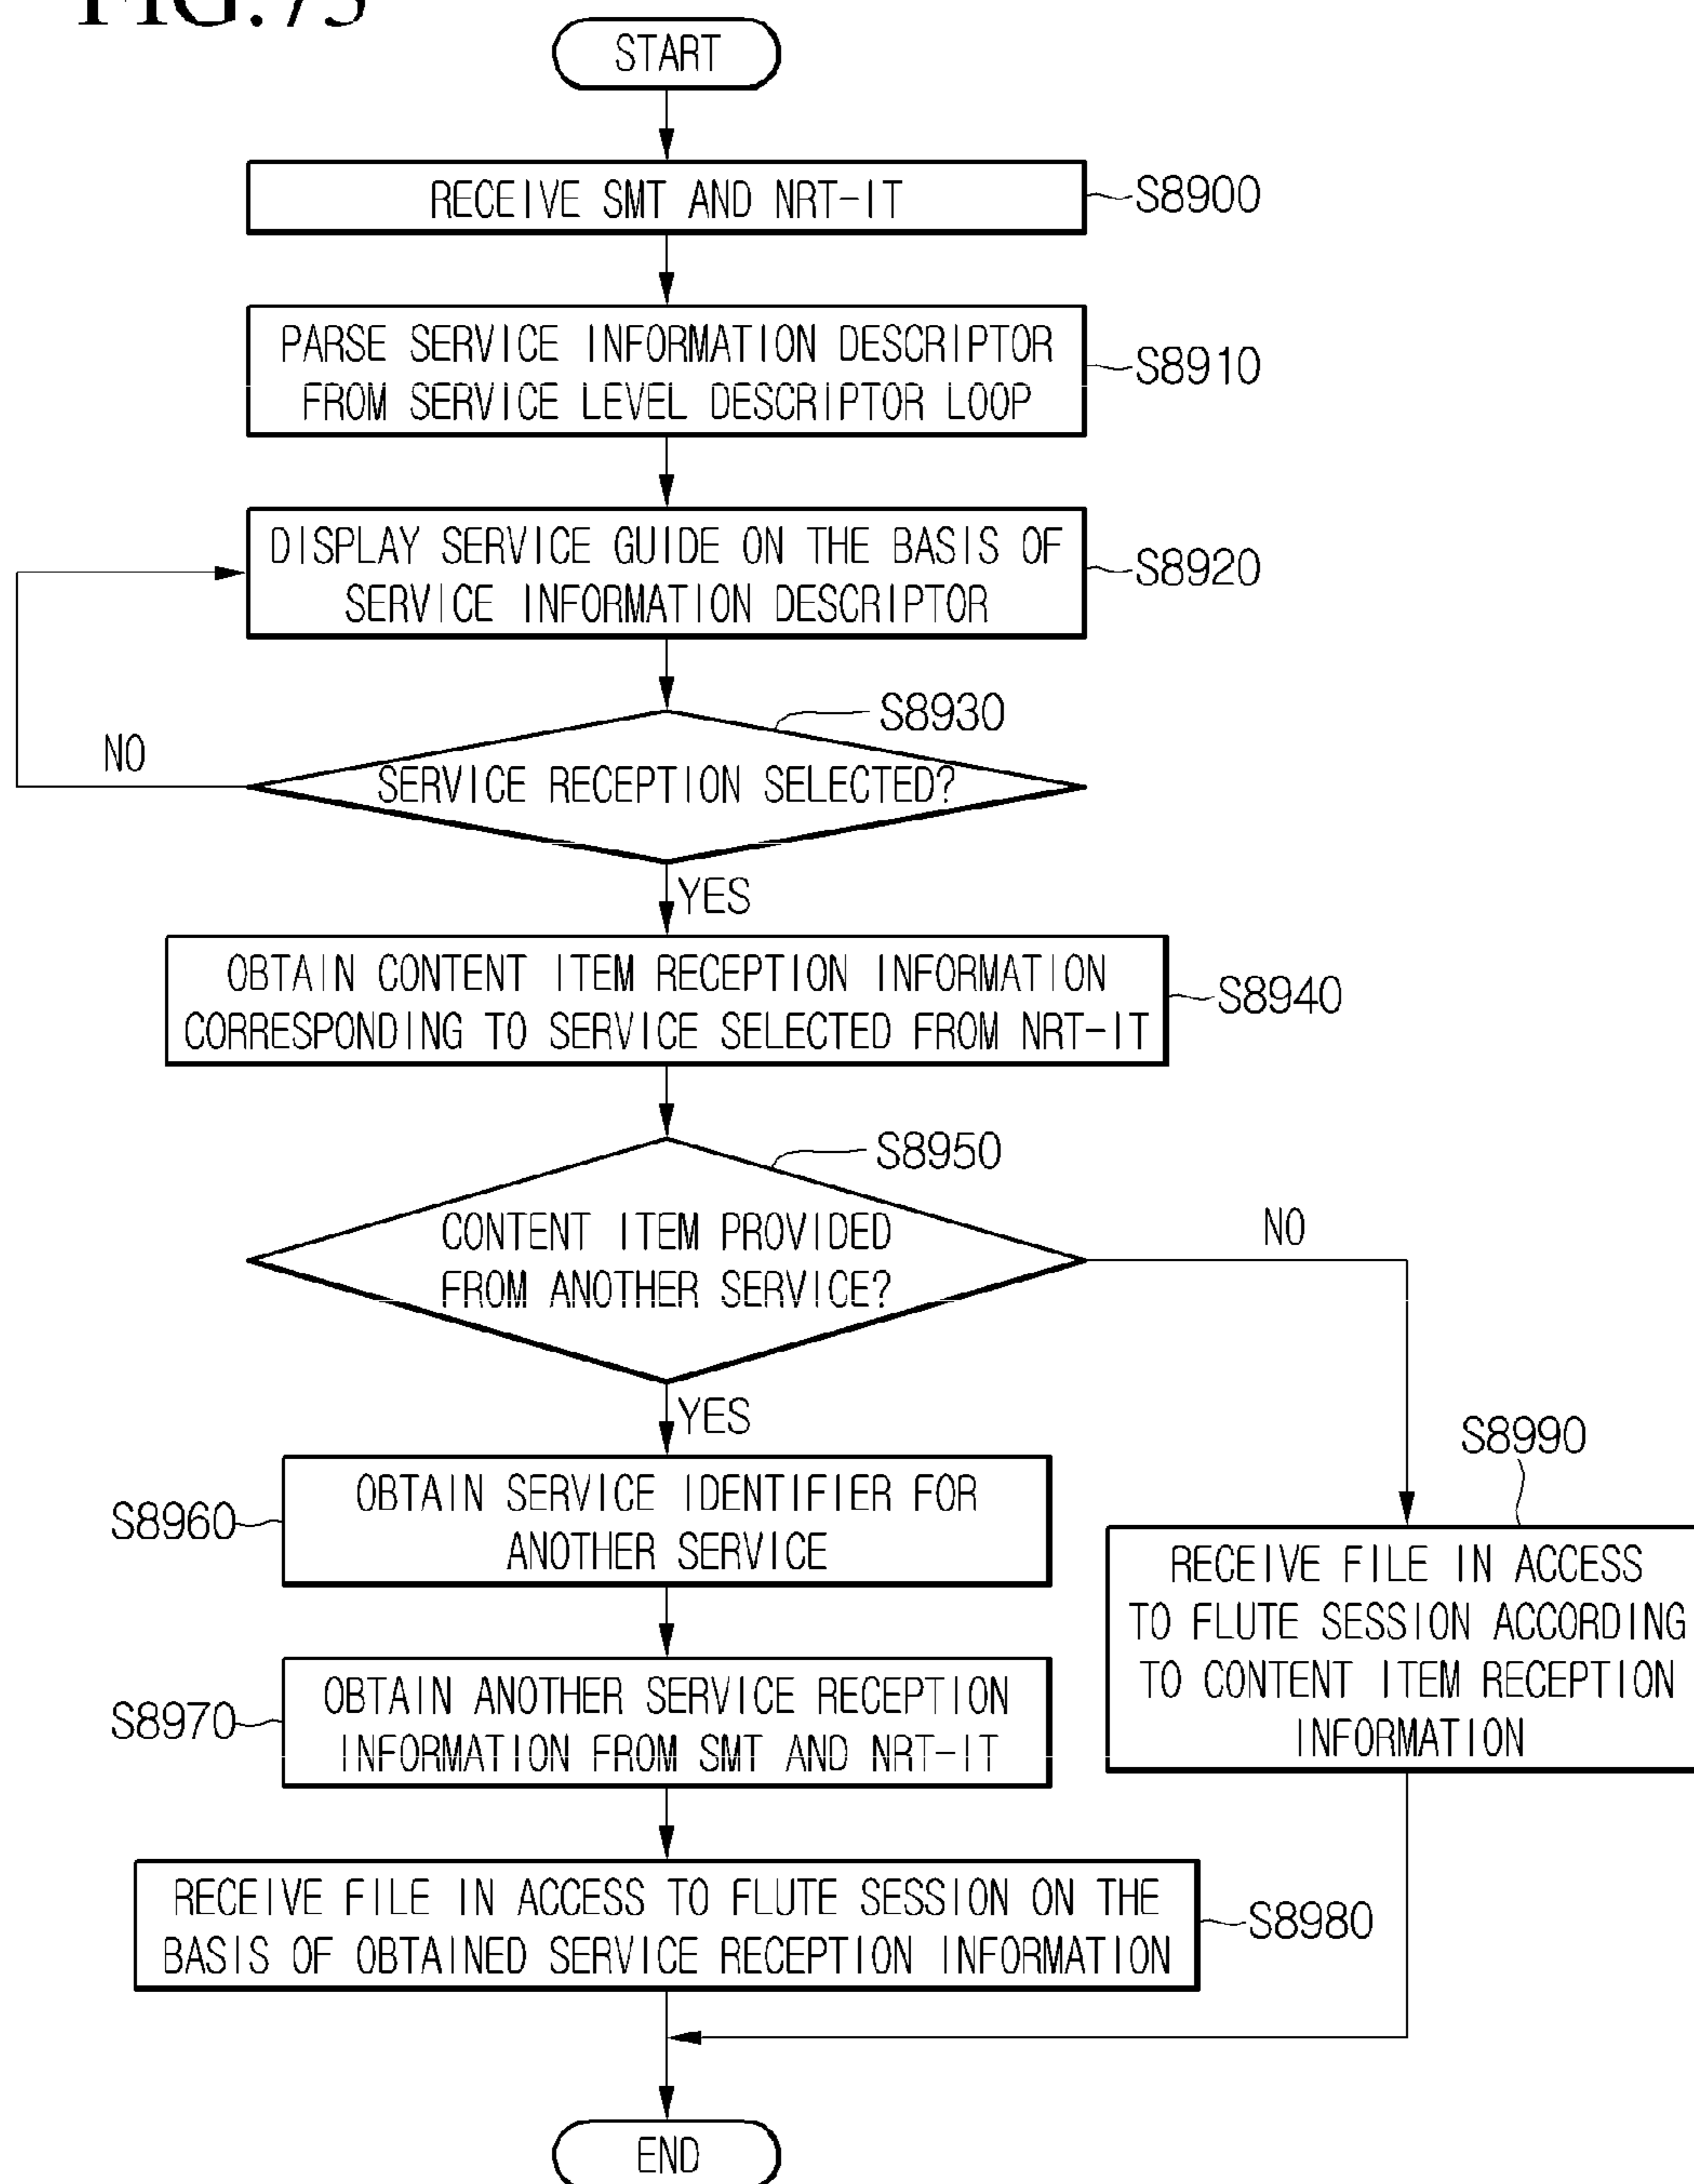 FIG. 73
START
RECEIVE SMT AND NRT-IT
S8900
PARSE SERVICE INFORMATION DESCRIPTOR
FROM SERVICE LEVEL DESCRIPTOR LOOP
S8910
DISPLAY SERVICE GUIDE ON THE BASIS OF
SERVICE INFORMATION DESCRIPTOR
S8920
S8930
NO
SERVICE RECEPTION SELECTED?
YES
OBTAIN CONTENT ITEM RECEPTION INFORMATION
CORRESPONDING TO SERVICE SELECTED FROM NRT-IT
S8940
S8950
CONTENT ITEM PROVIDED
FROM ANOTHER SERVICE?
NO
YES
S8960
OBTAIN SERVICE IDENTIFIER FOR
ANOTHER SERVICE
S8990
RECEIVE FILE IN ACCESS
TO FLUTE SESSION ACCORDING
TO CONTENT ITEM RECEPTION
INFORMATION
S8970
OBTAIN ANOTHER SERVICE RECEPTION
INFORMATION FROM SMT AND NRT-IT
RECEIVE FILE IN ACCESS TO FLUTE SESSION ON THE
BASIS OF OBTAINED SERVICE RECEPTION INFORMATION
S8980
END